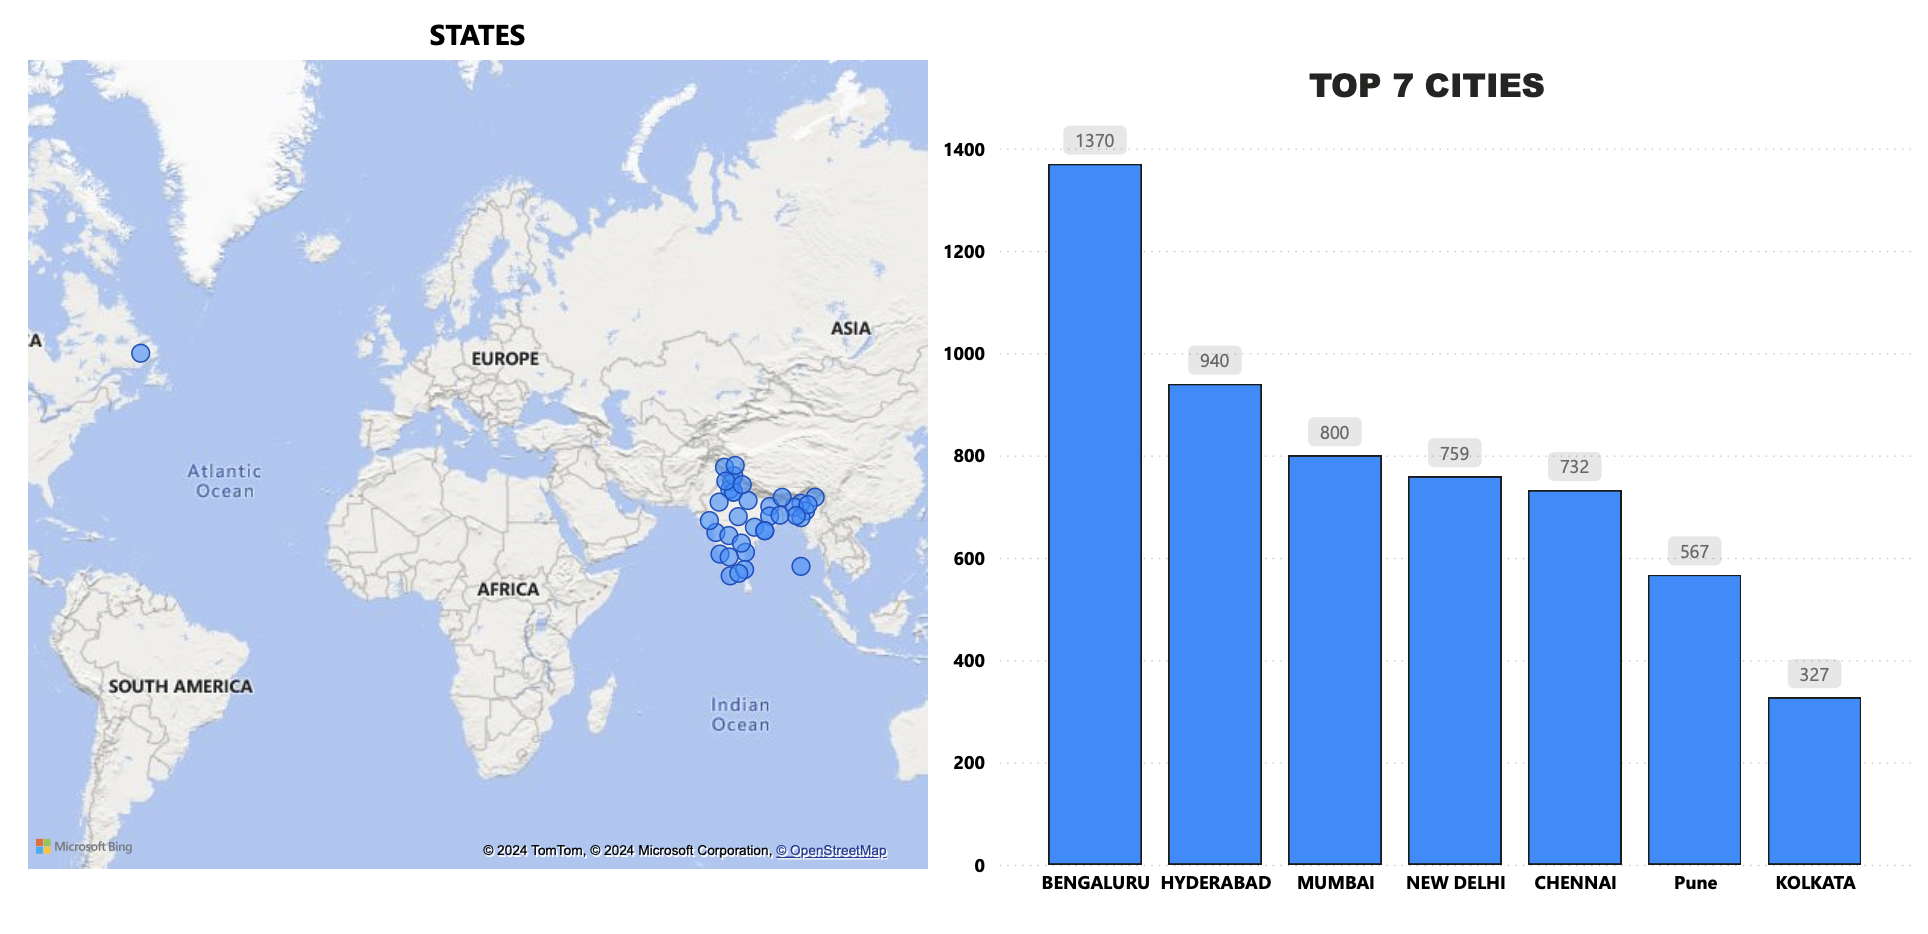 STATES
CA
EUROPE
ASIA
Atlantic
Ocean
AFRICA
SOUTH AMERICA
Indian
Ocean
Microsoft Bing
© 2024 TomTom, © 2024 Microsoft Corporation, © OpenStreetMap
TOP 7 CITIES
1400
1200
1000
800
600
400
200
0
1370
940
800
759
732
567
327
BENGALURU
HYDERABAD
MUMBAI
NEW DELHI
CHENNAI
Pune
KOLKATA